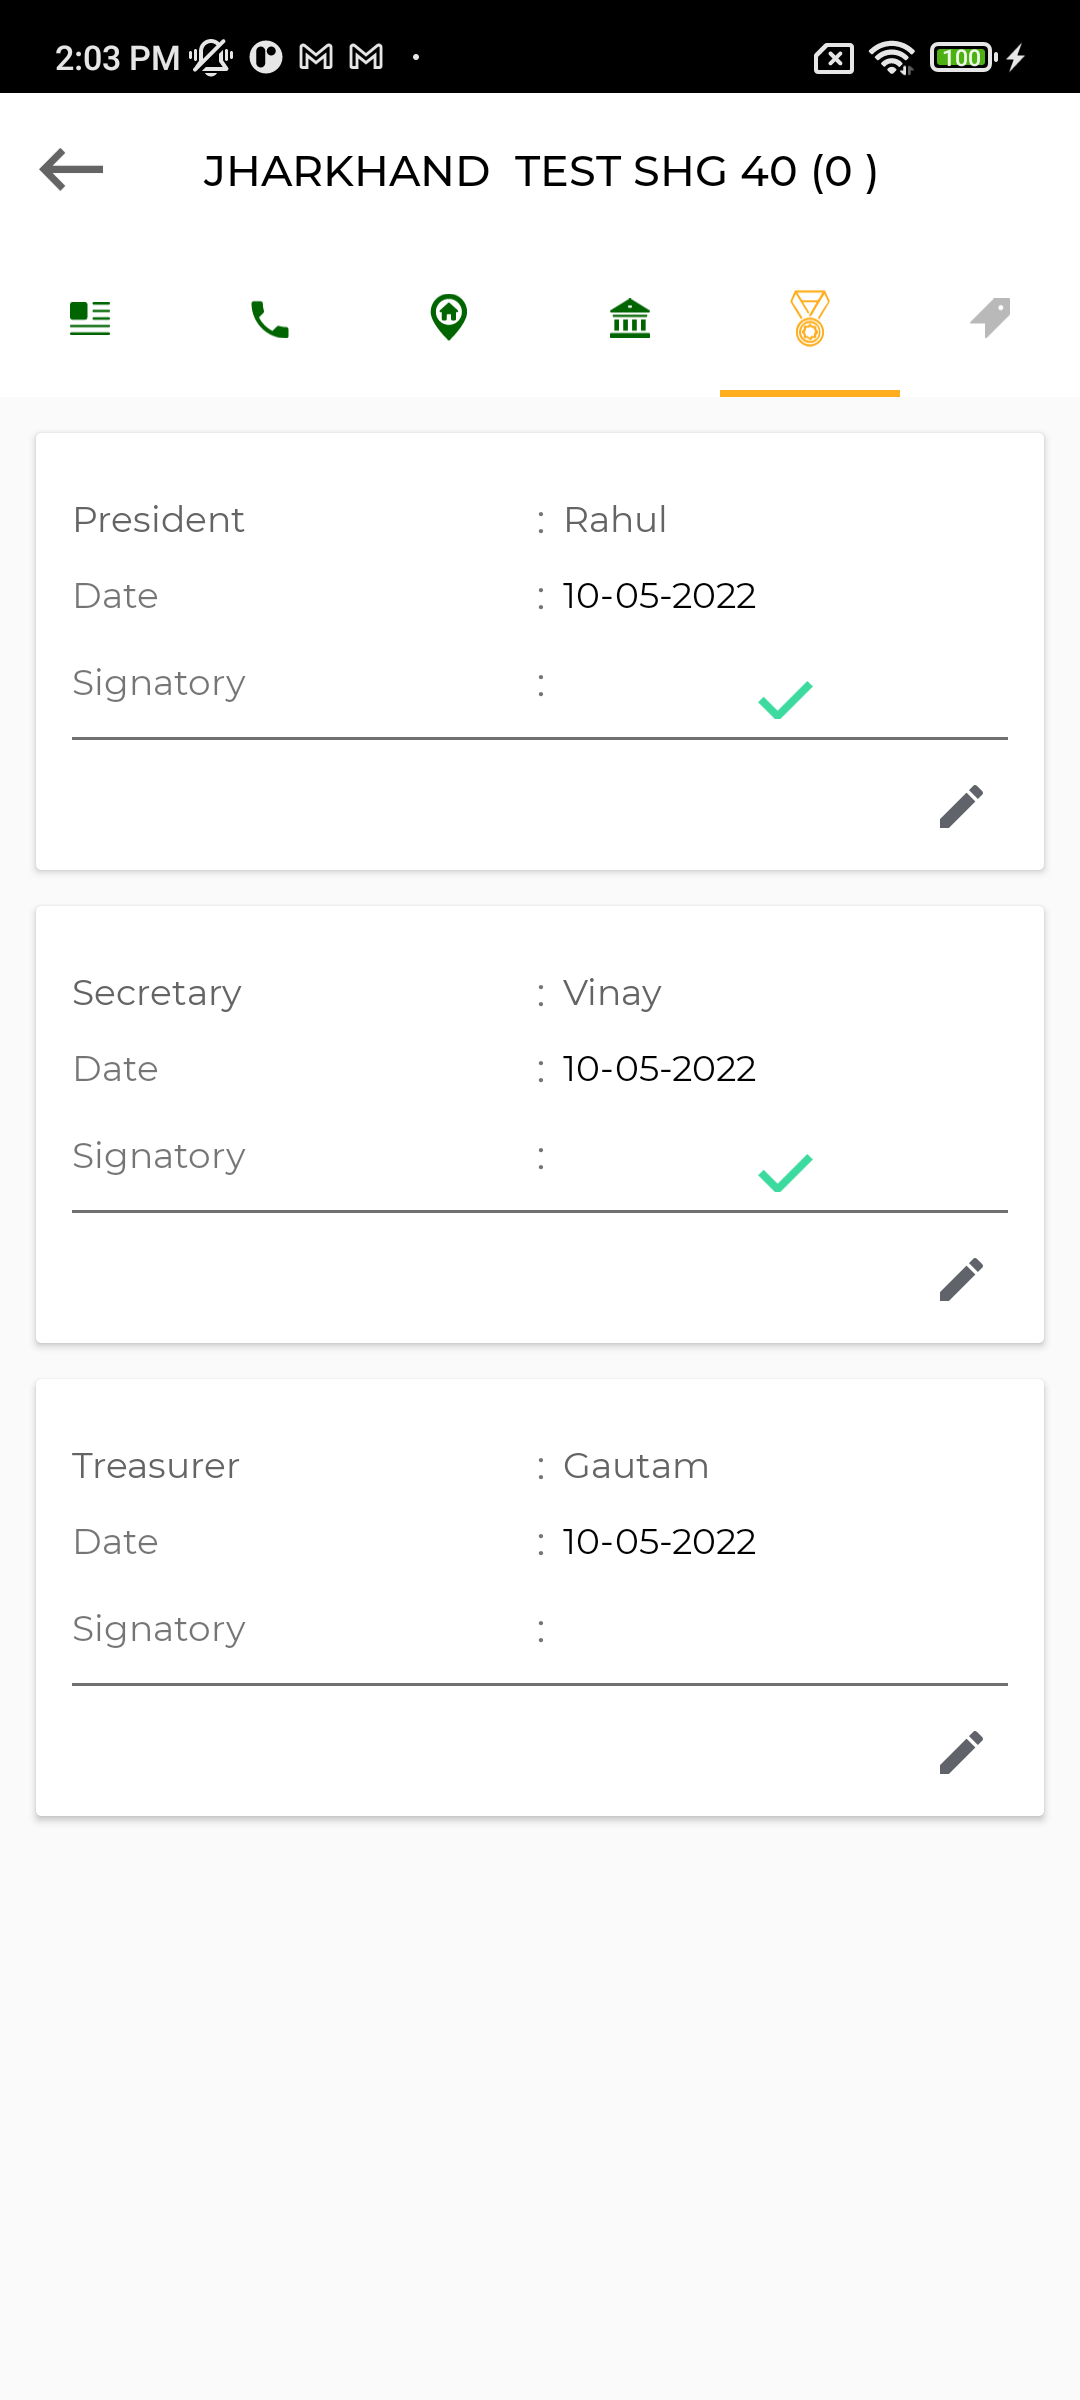 2:03 PM
100
JHARKHAND  TEST SHG 40 (0 )
President : Rahul
Date : 10-05-2022
Signatory :
Secretary : Vinay
Date : 10-05-2022
Signatory :
Treasurer : Gautam
Date : 10-05-2022
Signatory :